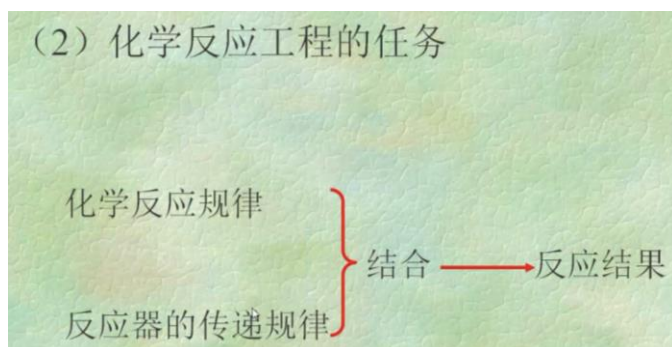 （2）化学反应工程的任务
化学反应规律
结合
反应结果
反应器的传递规律